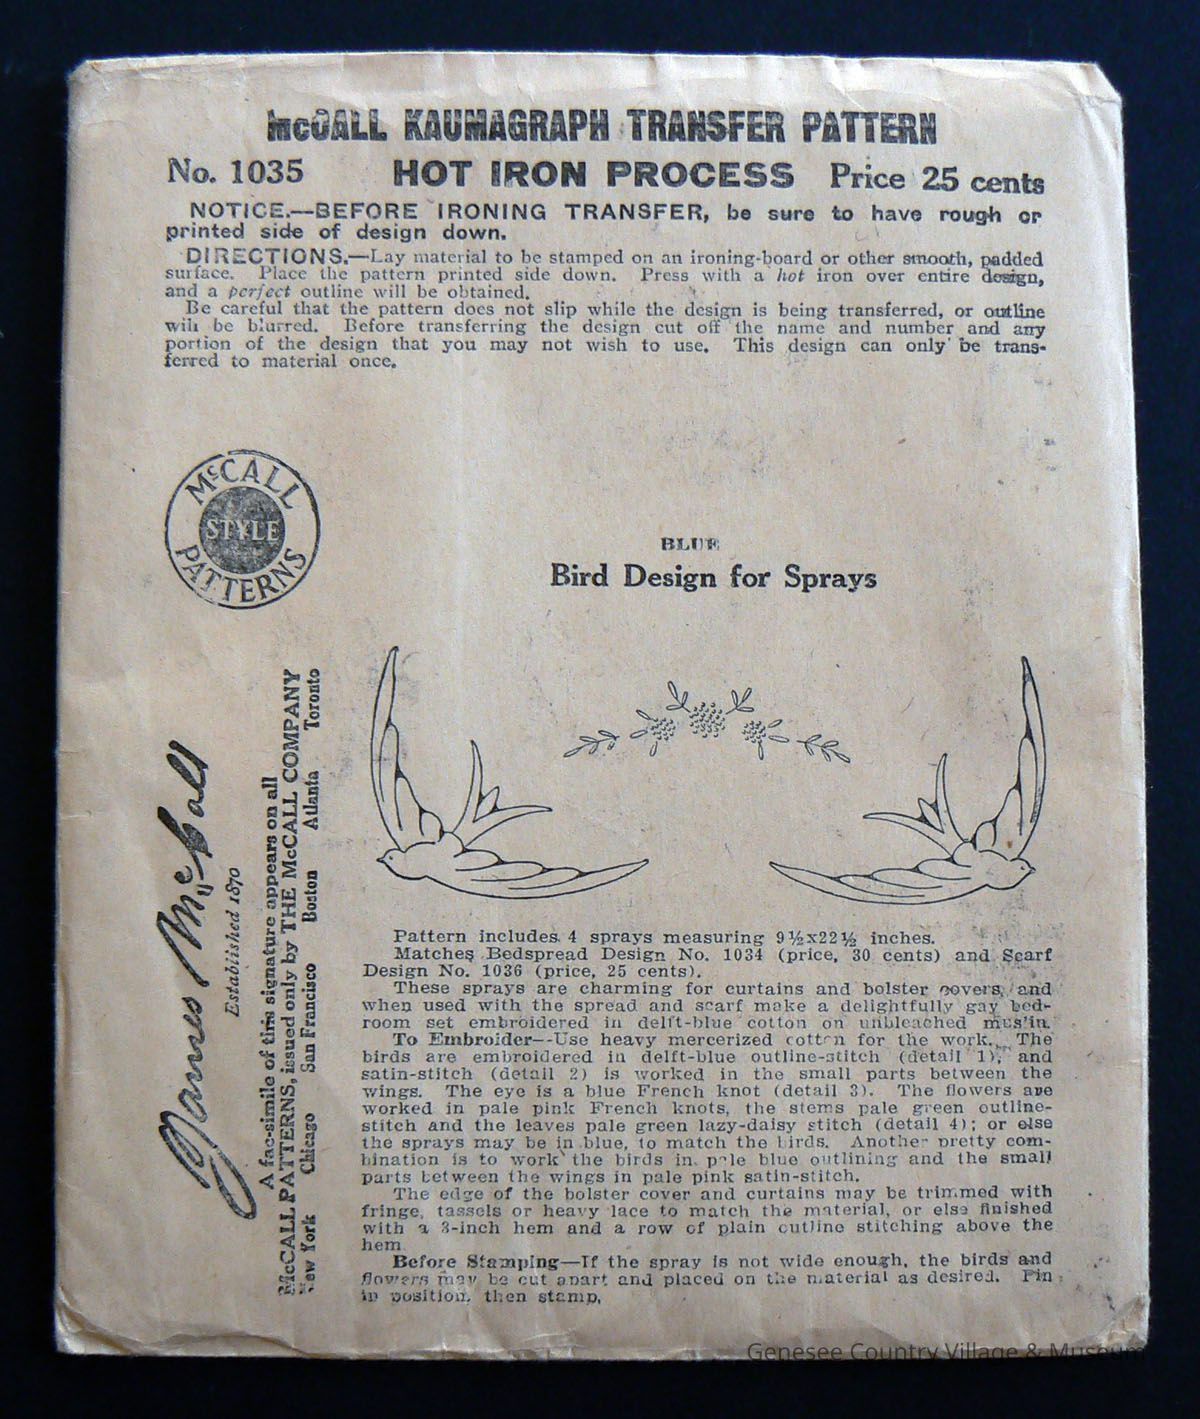 McCALL KAUMAGRAPH TRANSFER PATTERN
No. 1035 HOT IRON PROCESS Price 25 cents
NOTICE.—BEFORE IRONING TRANSFER, be sure to have rough or
printed side of design down.
DIRECTIONS.—Lay material to be stamped on an ironing-board or other smooth, padded
surface. Place the pattern printed side down. Press with a hot iron over entire design,
and a perfect outline will be obtained.
Be careful that the pattern does not slip while the design is being transferred, or outline
will be blurred. Before transferring the design cut off the name and number and any
portion of the design that you may not wish to use. This design can only be trans-
ferred to material once.
McCALL
STYLE
PATTERNS
BLUE
Bird Design for Sprays
James McCall
Established 1870
A fac-simile of this signature appears on all
McCALL PATTERNS, issued only by THE McCALL COMPANY
New York Chicago San Francisco Boston Atlanta Toronto
Pattern includes 4 sprays measuring 9½x22½ inches.
Matches Bedspread Design No. 1034 (price, 30 cents) and Scarf
Design No. 1036 (price, 25 cents).
These sprays are charming for curtains and bolster covers, and
when used with the spread and scarf make a delightfully gay bed-
room set embroidered in delft-blue cotton on unbleached muslin.
To Embroider--Use heavy mercerized cotton for the work. The
birds are embroidered in delft-blue outline-stitch (detail 1), and
satin-stitch (detail 2) is worked in the small parts between the
wings. The eye is a blue French knot (detail 3). The flowers are
worked in pale pink French knots, the stems pale green outline-
stitch and the leaves pale green lazy-daisy stitch (detail 4); or else
the sprays may be in blue, to match the birds. Another pretty com-
bination is to work the birds in pale blue outlining and the small
parts between the wings in pale pink satin-stitch.
The edge of the bolster cover and curtains may be trimmed with
fringe, tassels or heavy lace to match the material, or else finished
with a 3-inch hem and a row of plain outline stitching above the
hem
Before Stamping—If the spray is not wide enough, the birds and
flowers may be cut apart and placed on the material as desired. Pin
in position, then stamp.
Genesee Country Village & Museum